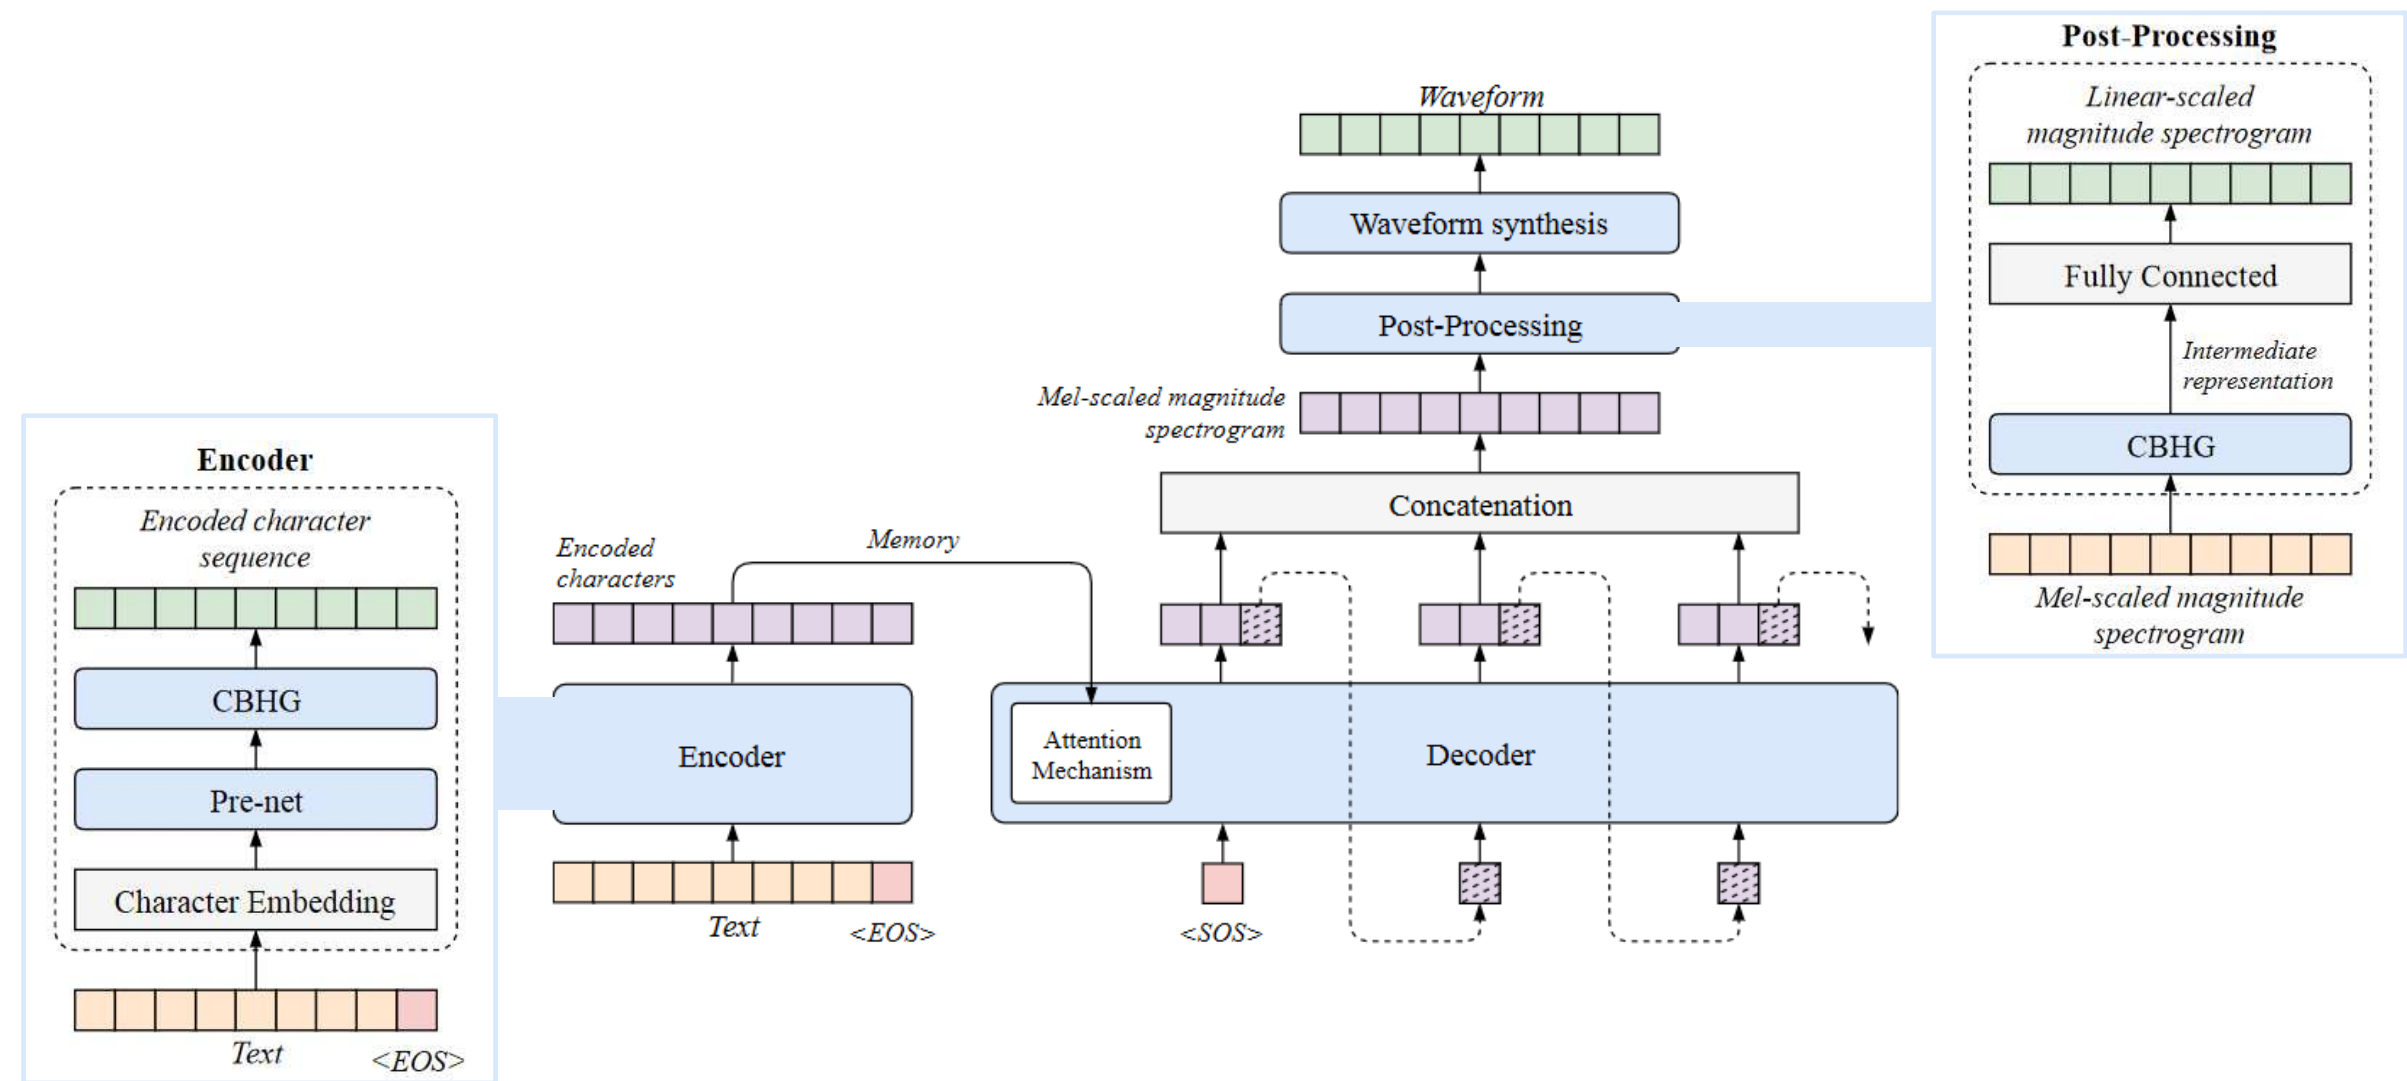 Encoder
Encoded character
sequence
CBHG
Pre-net
Character Embedding
Text
<EOS>
Encoded
characters
Memory
Encoder
Text
<EOS>
Waveform
Waveform synthesis
Post-Processing
Mel-scaled magnitude
spectrogram
Concatenation
Attention
Mechanism
Decoder
<SOS>
Post-Processing
Linear-scaled
magnitude spectrogram
Fully Connected
Intermediate
representation
CBHG
Mel-scaled magnitude
spectrogram